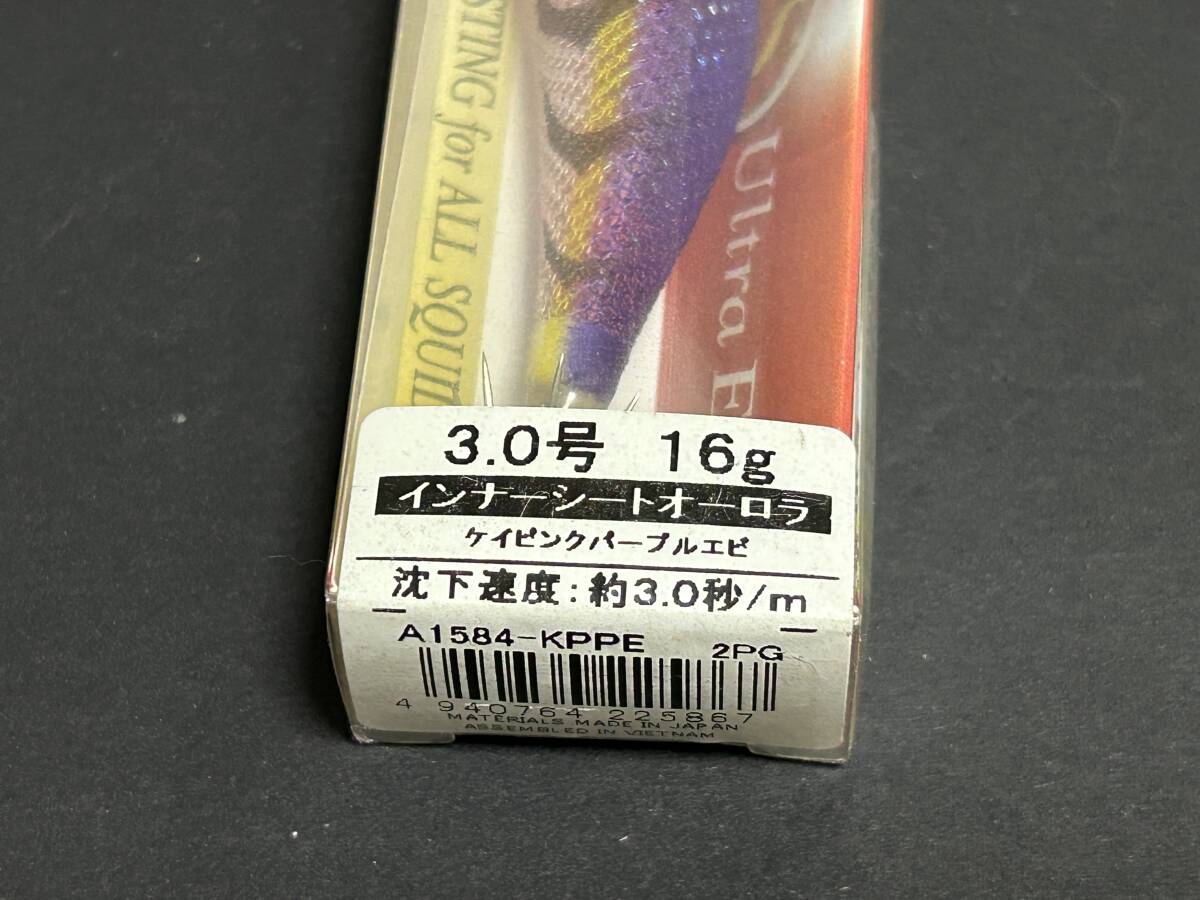 STING for ALL SQUID
Ultra E
3.0号 16g
インナーシートオーロラ
ケイピンクパープルエビ
沈下速度:約3.0秒/m
A1584-KPPE 2PG
4 940764 225867
MATERIALS MADE IN JAPAN
ASSEMBLED IN VIETNAM